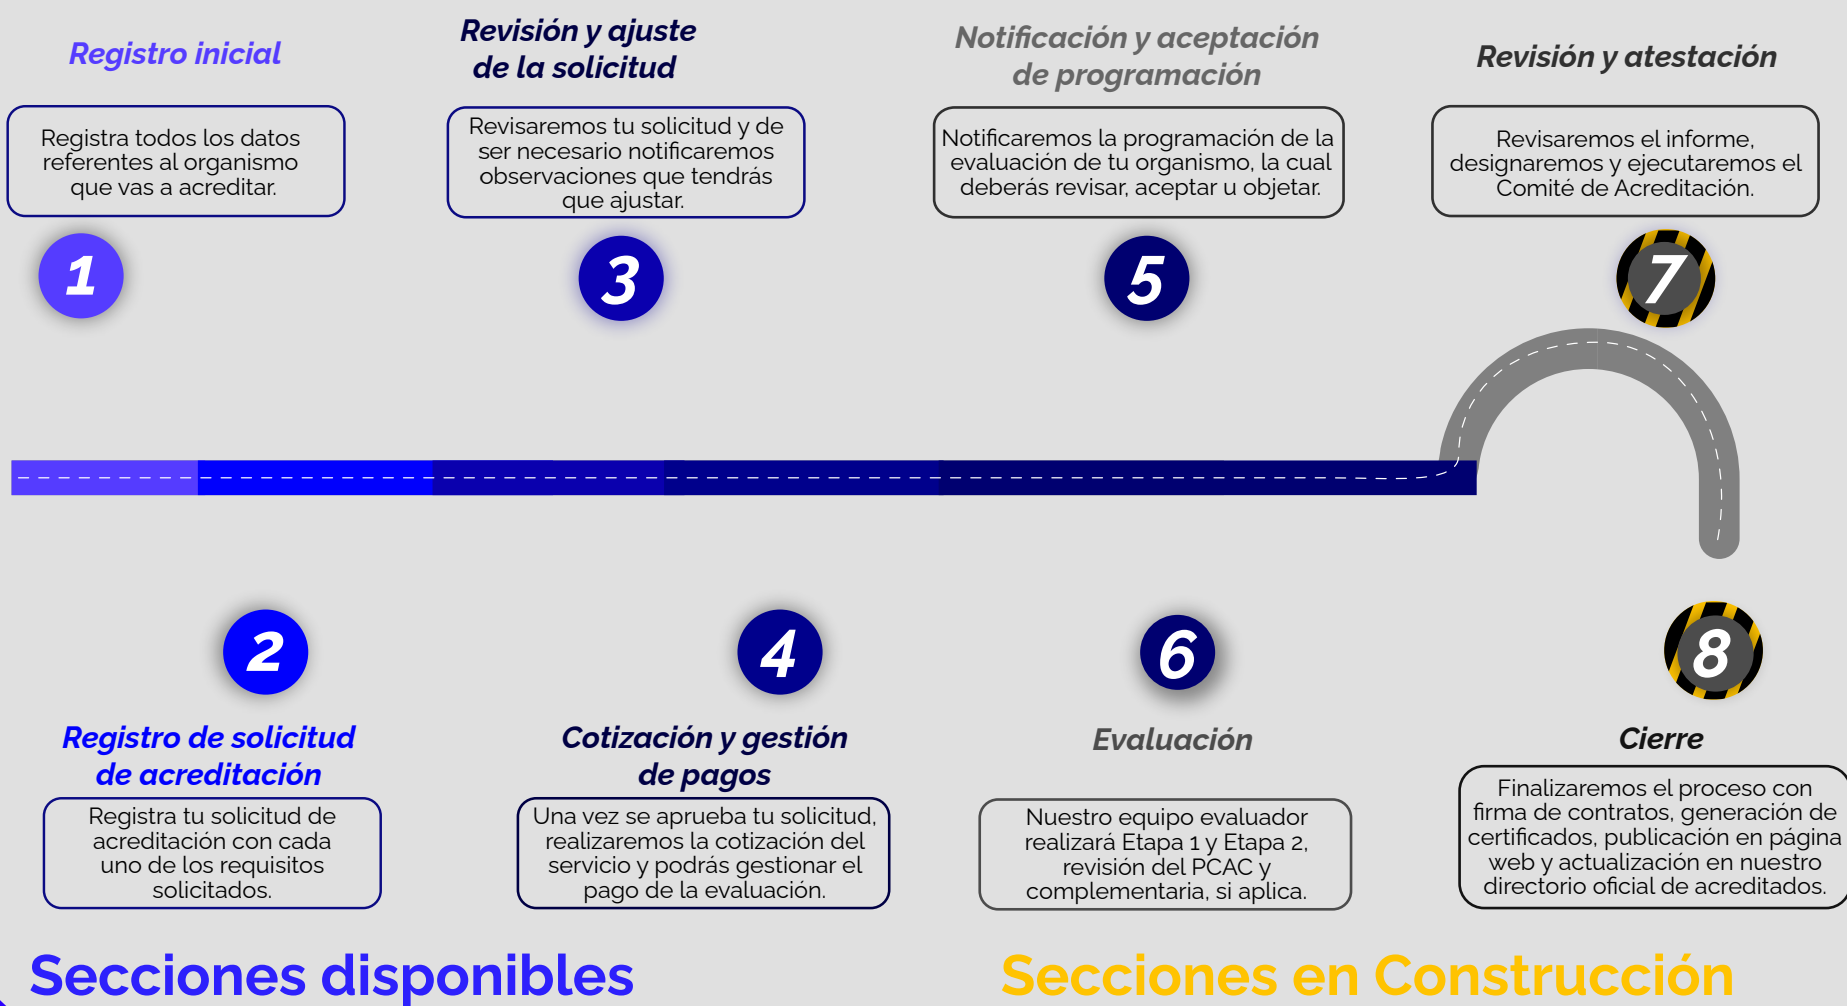 Registro inicial
Registra todos los datos
referentes al organismo
que vas a acreditar.
1
Registro de solicitud
de acreditación
Registra tu solicitud de
acreditación con cada
uno de los requisitos
solicitados.
2
Revisión y ajuste
de la solicitud
Revisaremos tu solicitud y de
ser necesario notificaremos
observaciones que tendrás
que ajustar.
3
Cotización y gestión
de pagos
Una vez se aprueba tu solicitud,
realizaremos la cotización del
servicio y podrás gestionar el
pago de la evaluación.
4
Notificación y aceptación
de programación
Notificaremos la programación de la
evaluación de tu organismo, la cual
deberás revisar, aceptar u objetar.
5
6
Evaluación
Nuestro equipo evaluador
realizará Etapa 1 y Etapa 2,
revisión del PCAC y
complementaria, si aplica.
Revisión y atestación
Revisaremos el informe,
designaremos y ejecutaremos el
Comité de Acreditación.
7
8
Cierre
Finalizaremos el proceso con
firma de contratos, generación de
certificados, publicación en página
web y actualización en nuestro
directorio oficial de acreditados.
Secciones disponibles
Secciones en Construcción